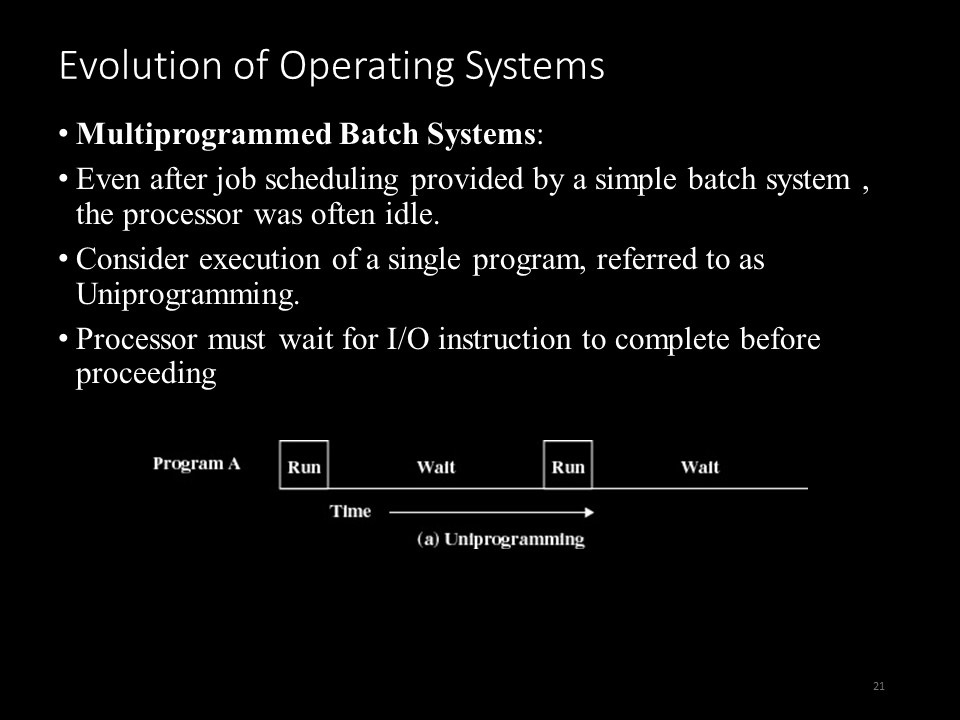 Evolution of Operating Systems
• Multiprogrammed Batch Systems:
• Even after job scheduling provided by a simple batch system ,
the processor was often idle.
• Consider execution of a single program, referred to as
Uniprogramming.
• Processor must wait for I/O instruction to complete before
proceeding
Program A Run Wait Run Wait
Time
(a) Uniprogramming
21